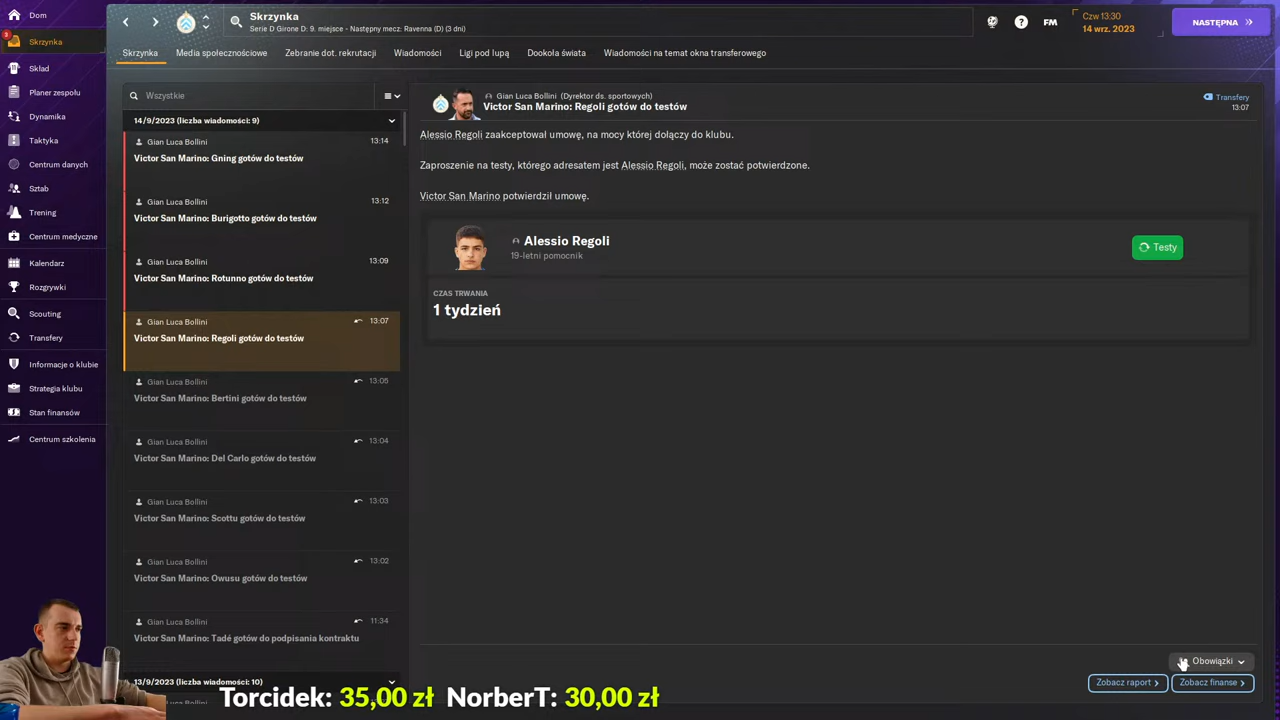 Dom
3
Skrzynka
Skład
Planer zespołu
Dynamika
Taktyka
Centrum danych
Sztab
Trening
Centrum medyczne
Kalendarz
Rozgrywki
Scouting
Transfery
Informacje o klubie
Strategia klubu
Stan finansów
Centrum szkolenia
Skrzynka
Serie D Girone D: 9. miejsce - Następny mecz: Ravenna (D) (3 dni)
?
FM
Czw 13:30
14 wrz. 2023
NASTĘPNA
Skrzynka
Media społecznościowe
Zebranie dot. rekrutacji
Wiadomości
Ligi pod lupą
Dookoła świata
Wiadomości na temat okna transferowego
Wszystkie
14/9/2023 (liczba wiadomości: 9)
Gian Luca Bollini 13:14
Victor San Marino: Gning gotów do testów
Gian Luca Bollini 13:12
Victor San Marino: Burigotto gotów do testów
Gian Luca Bollini 13:09
Victor San Marino: Rotunno gotów do testów
Gian Luca Bollini 13:07
Victor San Marino: Regoli gotów do testów
Gian Luca Bollini 13:05
Victor San Marino: Bertini gotów do testów
Gian Luca Bollini 13:04
Victor San Marino: Del Carlo gotów do testów
Gian Luca Bollini 13:03
Victor San Marino: Scottu gotów do testów
Gian Luca Bollini 13:02
Victor San Marino: Owusu gotów do testów
Gian Luca Bollini 11:34
Victor San Marino: Tadé gotów do podpisania kontraktu
13/9/2023 (liczba wiadomości: 10)
Gian Luca Bollini (Dyrektor ds. sportowych)
Victor San Marino: Regoli gotów do testów
Transfery
13:07
Alessio Regoli zaakceptował umowę, na mocy której dołączy do klubu.
Zaproszenie na testy, którego adresatem jest Alessio Regoli, może zostać potwierdzone.
Victor San Marino potwierdził umowę.
Alessio Regoli
19-letni pomocnik
Testy
CZAS TRWANIA
1 tydzień
Obowiązki
Zobacz raport
Zobacz finanse
Torcidek: 35,00 zł NorberT: 30,00 zł